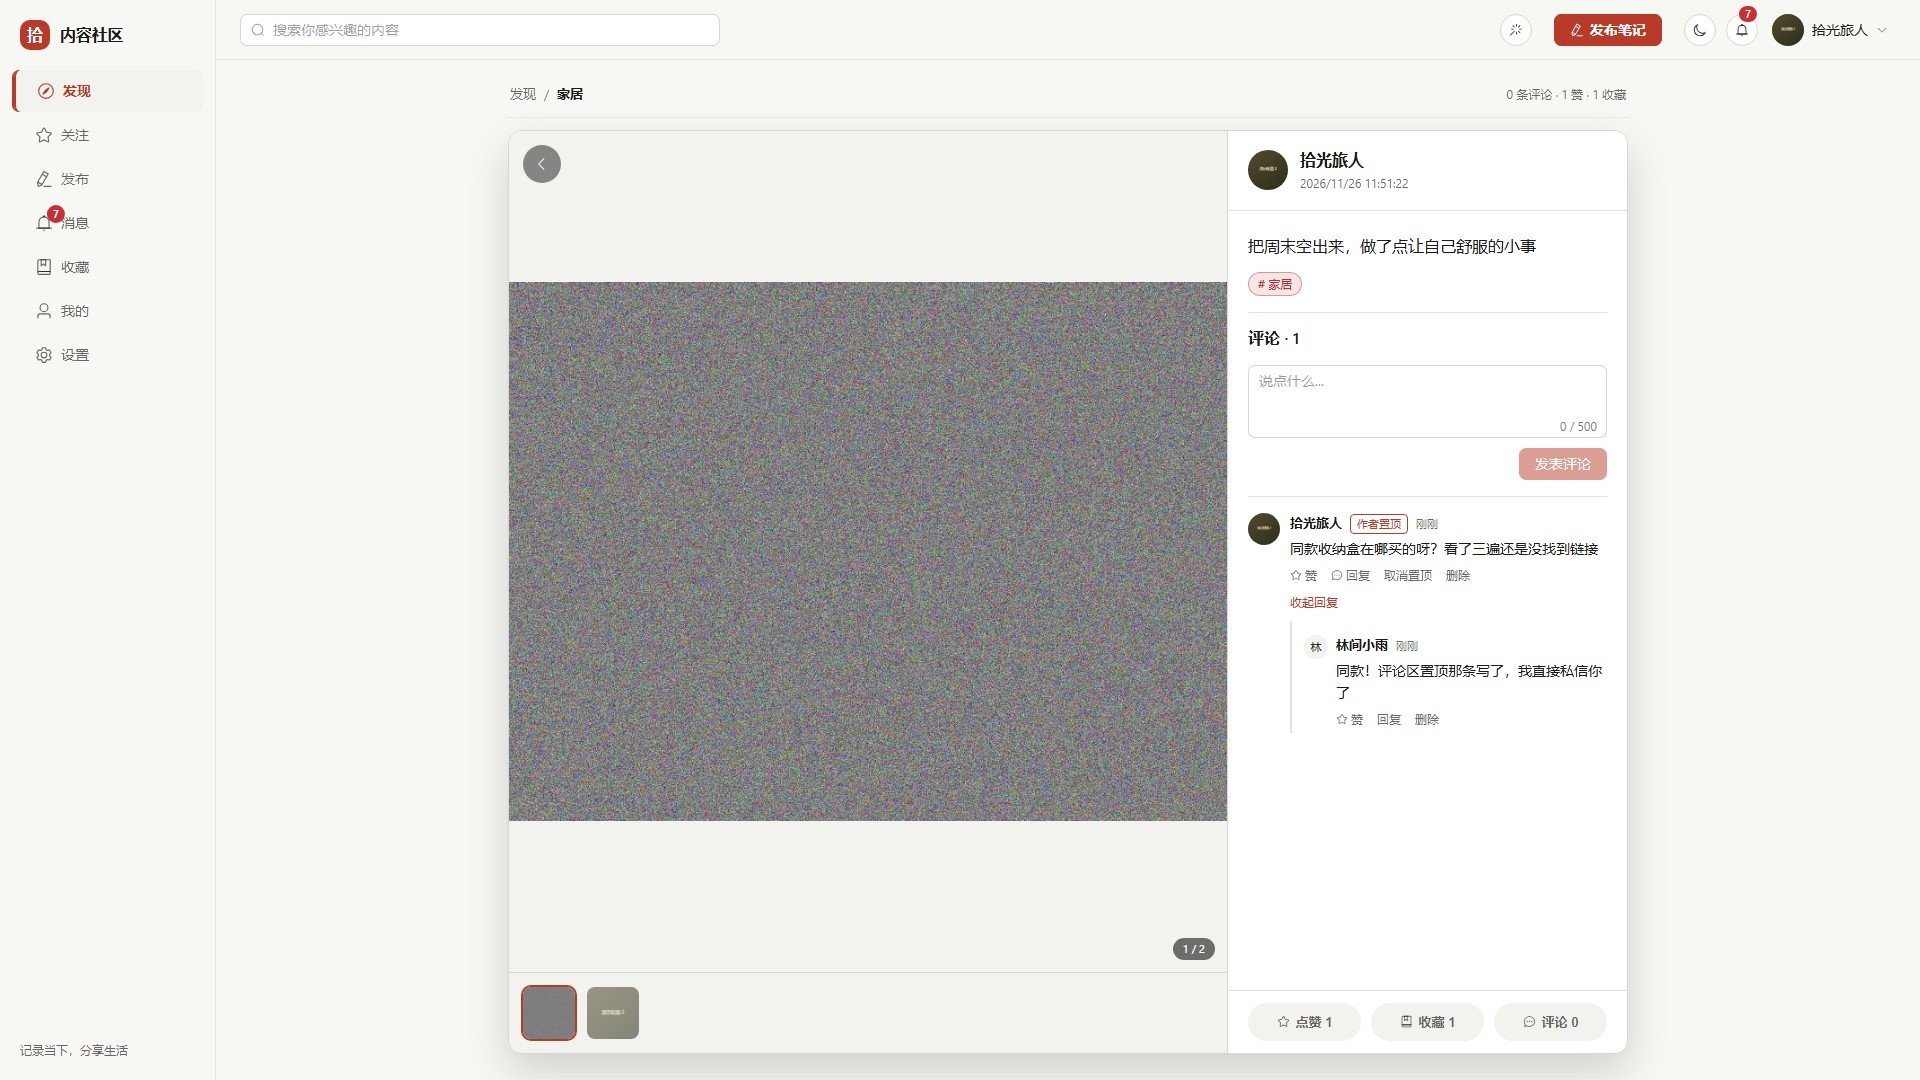 拾 内容社区
搜索你感兴趣的内容
发布笔记
7
拾光旅人
发现
关注
发布
7
消息
收藏
我的
设置
记录当下，分享生活
发现 / 家居
0 条评论 · 1 赞 · 1 收藏
1 / 2
拾光旅人
2026/11/26 11:51:22
把周末空出来，做了点让自己舒服的小事
# 家居
评论 · 1
说点什么...
0 / 500
发表评论
拾光旅人 作者置顶 刚刚
同款收纳盒在哪买的呀？看了三遍还是没找到链接
赞 回复 取消置顶 删除
收起回复
林 林间小雨 刚刚
同款！评论区置顶那条写了，我直接私信你
了
赞 回复 删除
点赞 1 收藏 1 评论 0